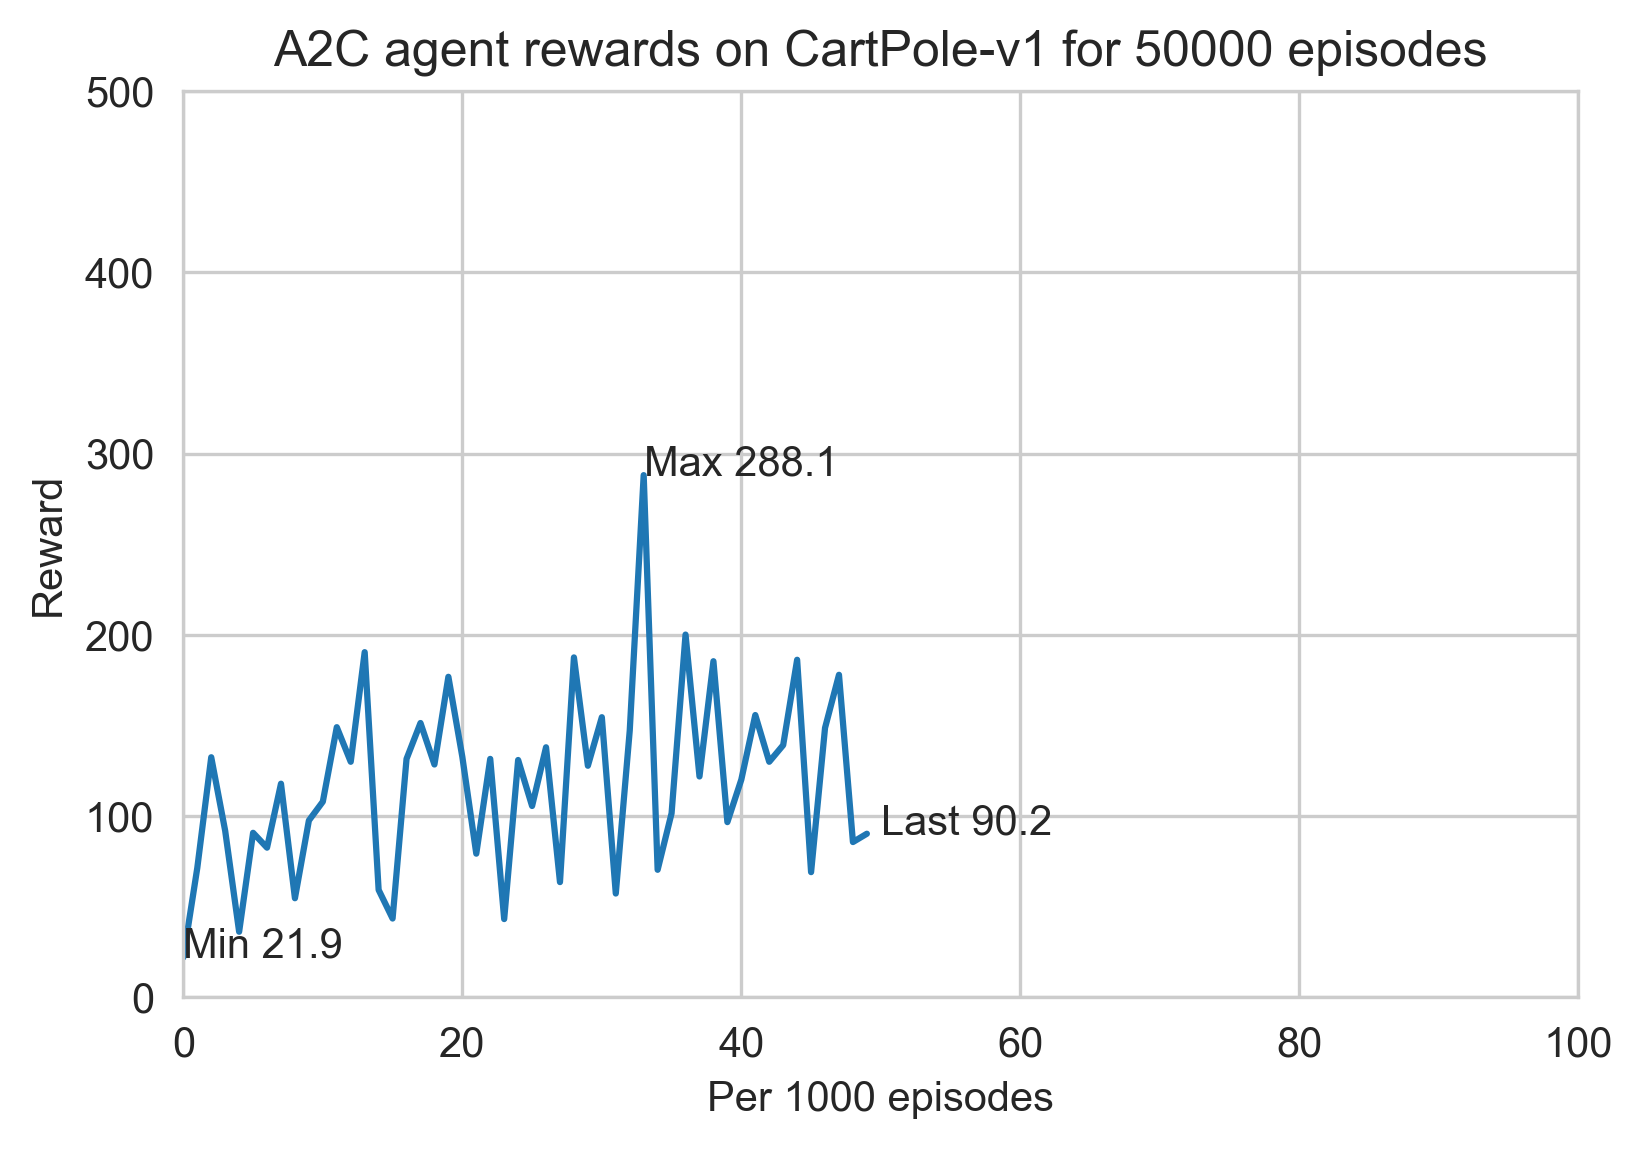 A2C agent rewards on CartPole-v1 for 50000 episodes
500
400
300
200
100
0
Reward
Max 288.1
Last 90.2
Min 21.9
0 20 40 60 80 100
Per 1000 episodes